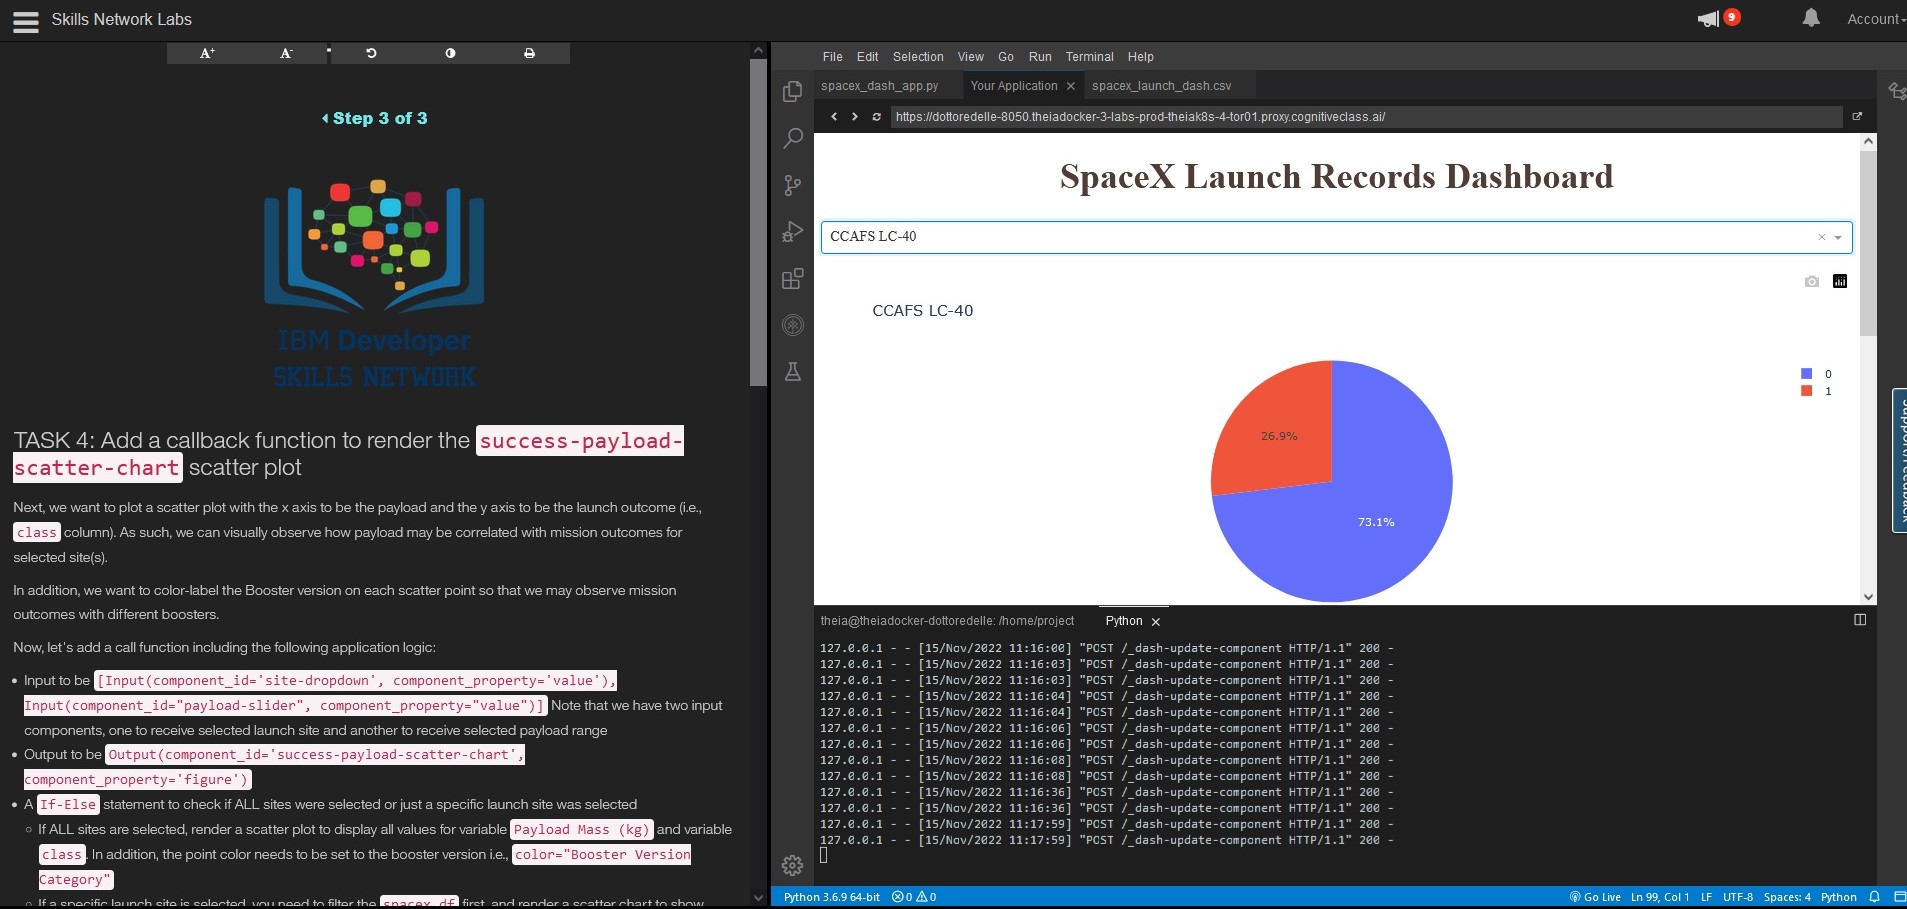 Skills Network Labs
9
Account
A+ A-
Step 3 of 3
IBM Developer
SKILLS NETWORK
TASK 4: Add a callback function to render the success-payload-
scatter-chart scatter plot
Next, we want to plot a scatter plot with the x axis to be the payload and the y axis to be the launch outcome (i.e.,
class column). As such, we can visually observe how payload may be correlated with mission outcomes for
selected site(s).
In addition, we want to color-label the Booster version on each scatter point so that we may observe mission
outcomes with different boosters.
Now, let's add a call function including the following application logic:
• Input to be [Input(component_id='site-dropdown', component_property='value'),
Input(component_id="payload-slider", component_property="value")] Note that we have two input
components, one to receive selected launch site and another to receive selected payload range
• Output to be Output(component_id='success-payload-scatter-chart',
component_property='figure')
• A If-Else statement to check if ALL sites were selected or just a specific launch site was selected
○ If ALL sites are selected, render a scatter plot to display all values for variable Payload Mass (kg) and variable
class. In addition, the point color needs to be set to the booster version i.e., color="Booster Version
Category"
○ If a specific launch site is selected, you need to filter the spacex_df first, and render a scatter chart to show
File Edit Selection View Go Run Terminal Help
spacex_dash_app.py Your Application × spacex_launch_dash.csv
https://dottoredelle-8050.theiadocker-3-labs-prod-theiak8s-4-tor01.proxy.cognitiveclass.ai/
SpaceX Launch Records Dashboard
CCAFS LC-40
CCAFS LC-40
0
1
26.9%
73.1%
theia@theiadocker-dottoredelle: /home/project Python ×
127.0.0.1 - - [15/Nov/2022 11:16:00] "POST /_dash-update-component HTTP/1.1" 200 -
127.0.0.1 - - [15/Nov/2022 11:16:03] "POST /_dash-update-component HTTP/1.1" 200 -
127.0.0.1 - - [15/Nov/2022 11:16:03] "POST /_dash-update-component HTTP/1.1" 200 -
127.0.0.1 - - [15/Nov/2022 11:16:04] "POST /_dash-update-component HTTP/1.1" 200 -
127.0.0.1 - - [15/Nov/2022 11:16:04] "POST /_dash-update-component HTTP/1.1" 200 -
127.0.0.1 - - [15/Nov/2022 11:16:06] "POST /_dash-update-component HTTP/1.1" 200 -
127.0.0.1 - - [15/Nov/2022 11:16:06] "POST /_dash-update-component HTTP/1.1" 200 -
127.0.0.1 - - [15/Nov/2022 11:16:08] "POST /_dash-update-component HTTP/1.1" 200 -
127.0.0.1 - - [15/Nov/2022 11:16:08] "POST /_dash-update-component HTTP/1.1" 200 -
127.0.0.1 - - [15/Nov/2022 11:16:36] "POST /_dash-update-component HTTP/1.1" 200 -
127.0.0.1 - - [15/Nov/2022 11:16:36] "POST /_dash-update-component HTTP/1.1" 200 -
127.0.0.1 - - [15/Nov/2022 11:17:59] "POST /_dash-update-component HTTP/1.1" 200 -
127.0.0.1 - - [15/Nov/2022 11:17:59] "POST /_dash-update-component HTTP/1.1" 200 -
Python 3.6.9 64-bit 0 0 Go Live Ln 99, Col 1 LF UTF-8 Spaces: 4 Python